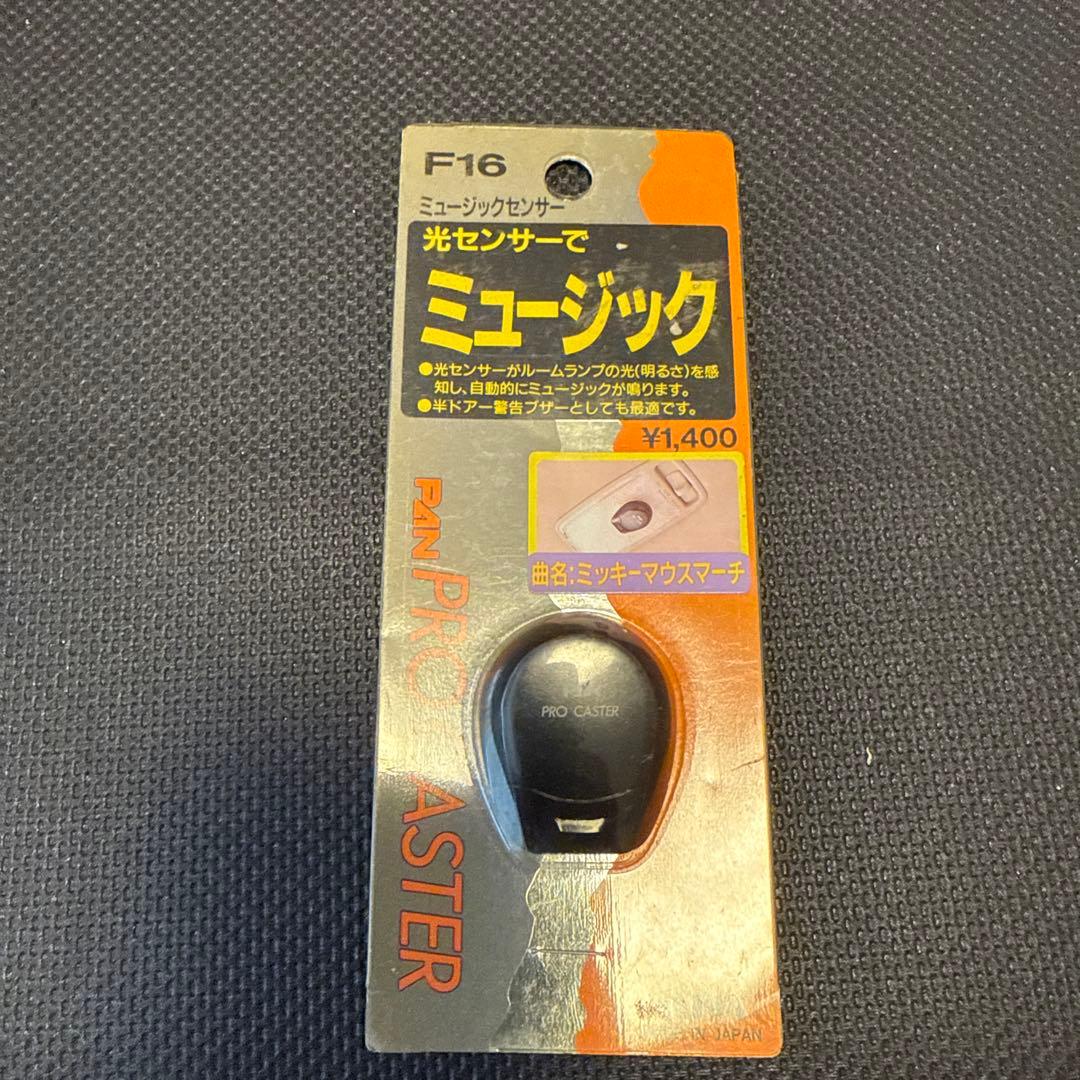 F16
ミュージックセンサー
光センサーで
ミュージック
●光センサーがルームランプの光(明るさ)を感
知し、自動的にミュージックが鳴ります。
●半ドアー警告ブザーとしても最適です。
¥1,400
曲名:ミッキーマウスマーチ
PAN PRO ASTER
PRO CASTER
IN JAPAN